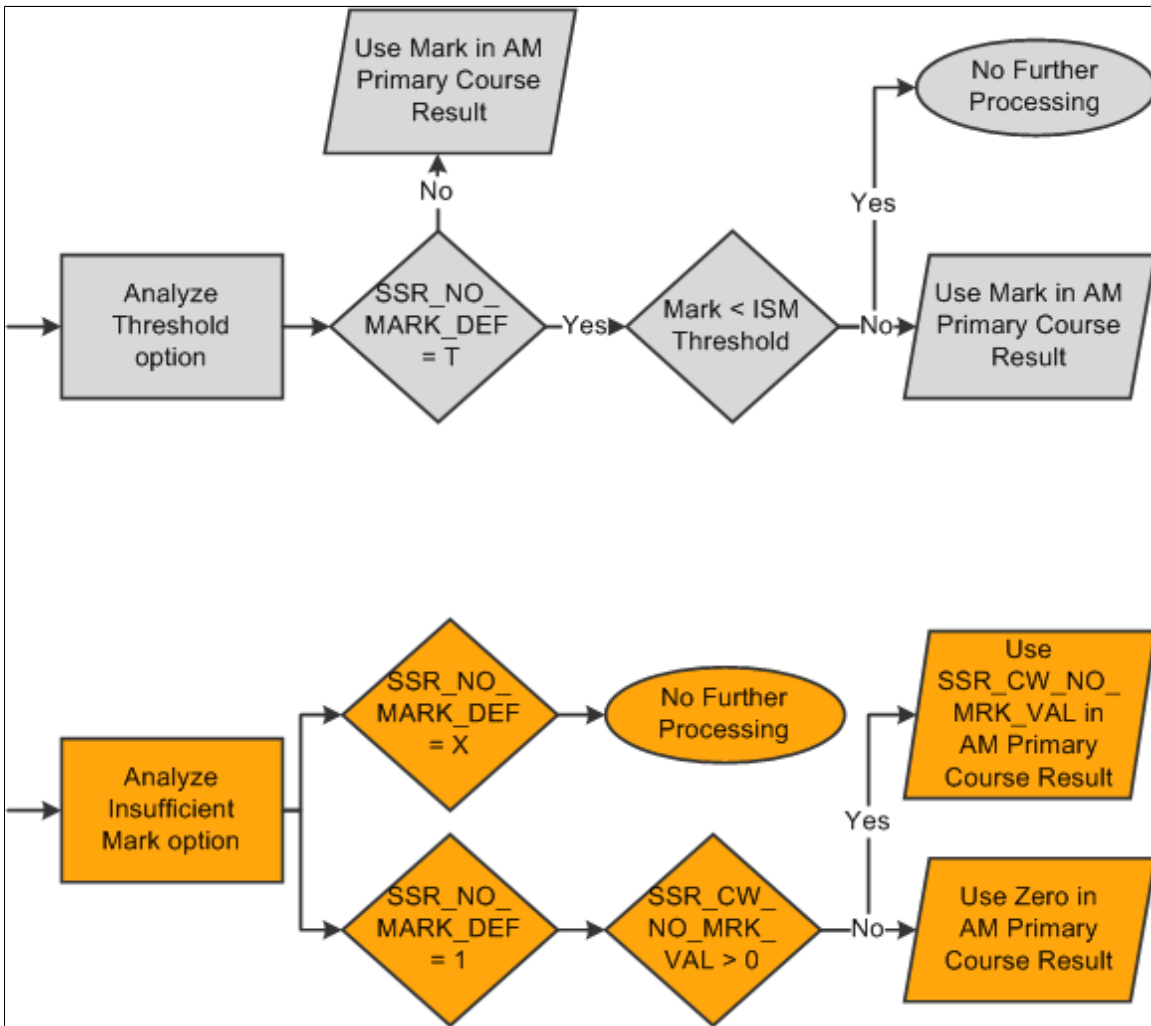 Use Mark in AM
Primary Course
Result
No Further
Processing
No
Yes
Analyze
Threshold
option
SSR_NO_
MARK_DEF
= T
Yes
Mark < ISM
Threshold
No
Use Mark in AM
Primary Course
Result
SSR_NO_
MARK_DEF
= X
No Further
Processing
Use
SSR_CW_NO_
MRK_VAL in
AM Primary
Course Result
Analyze
Insufficient
Mark option
Yes
SSR_NO_
MARK_DEF
= 1
SSR_CW_
NO_MRK_
VAL > 0
No
Use Zero in
AM Primary
Course Result